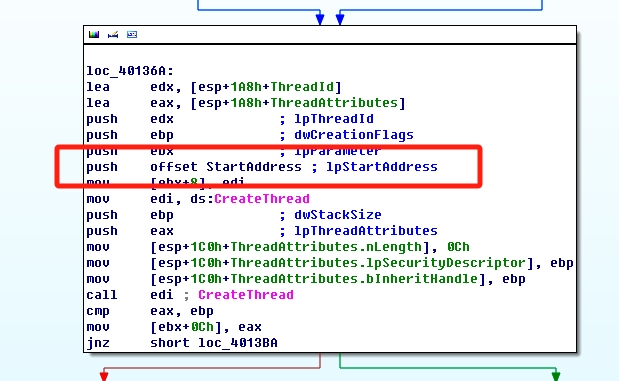 loc_40136A:
lea edx, [esp+1A8h+ThreadId]
lea eax, [esp+1A8h+ThreadAttributes]
push edx ; lpThreadId
push ebp ; dwCreationFlags
push ebx ; lpParameter
push offset StartAddress ; lpStartAddress
mov [ebx+8], edi
mov edi, ds:CreateThread
push ebp ; dwStackSize
push eax ; lpThreadAttributes
mov [esp+1C0h+ThreadAttributes.nLength], 0Ch
mov [esp+1C0h+ThreadAttributes.lpSecurityDescriptor], ebp
mov [esp+1C0h+ThreadAttributes.bInheritHandle], ebp
call edi ; CreateThread
cmp eax, ebp
mov [ebx+0Ch], eax
jnz short loc_4013BA